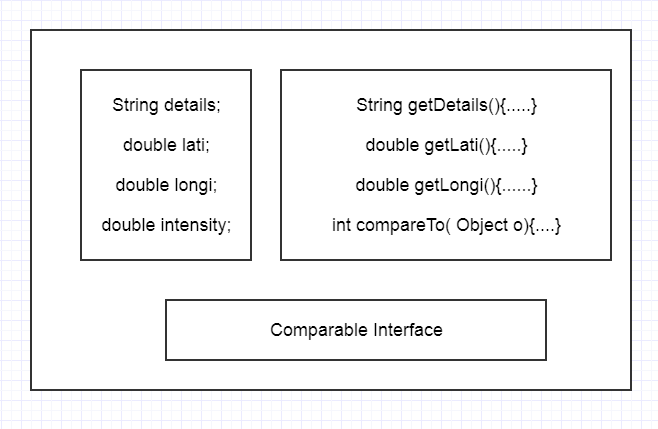 String details;
double lati;
double longi;
double intensity;
String getDetails(){.....}
double getLati(){.....}
double getLongi(){......}
int compareTo( Object o){....}
Comparable Interface